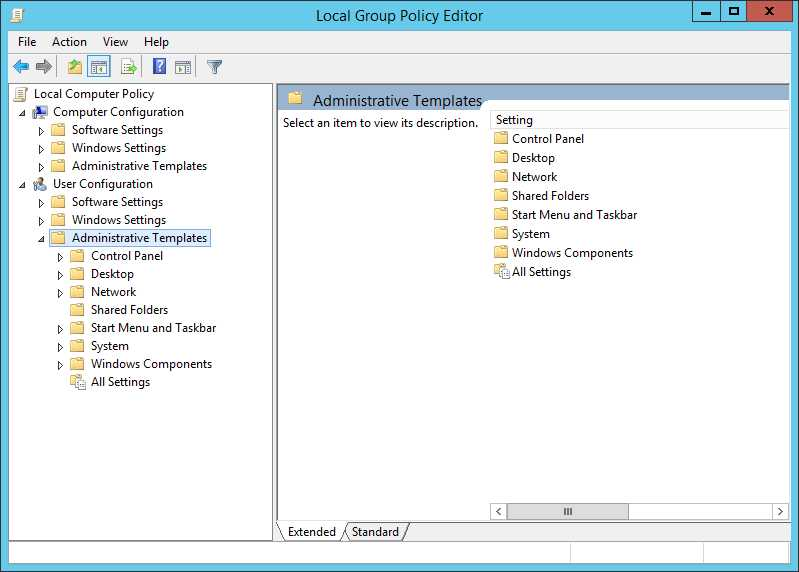 Local Group Policy Editor
File Action View Help
Local Computer Policy
Computer Configuration
Software Settings
Windows Settings
Administrative Templates
User Configuration
Software Settings
Windows Settings
Administrative Templates
Control Panel
Desktop
Network
Shared Folders
Start Menu and Taskbar
System
Windows Components
All Settings
Administrative Templates
Select an item to view its description.
Setting
Control Panel
Desktop
Network
Shared Folders
Start Menu and Taskbar
System
Windows Components
All Settings
Extended Standard